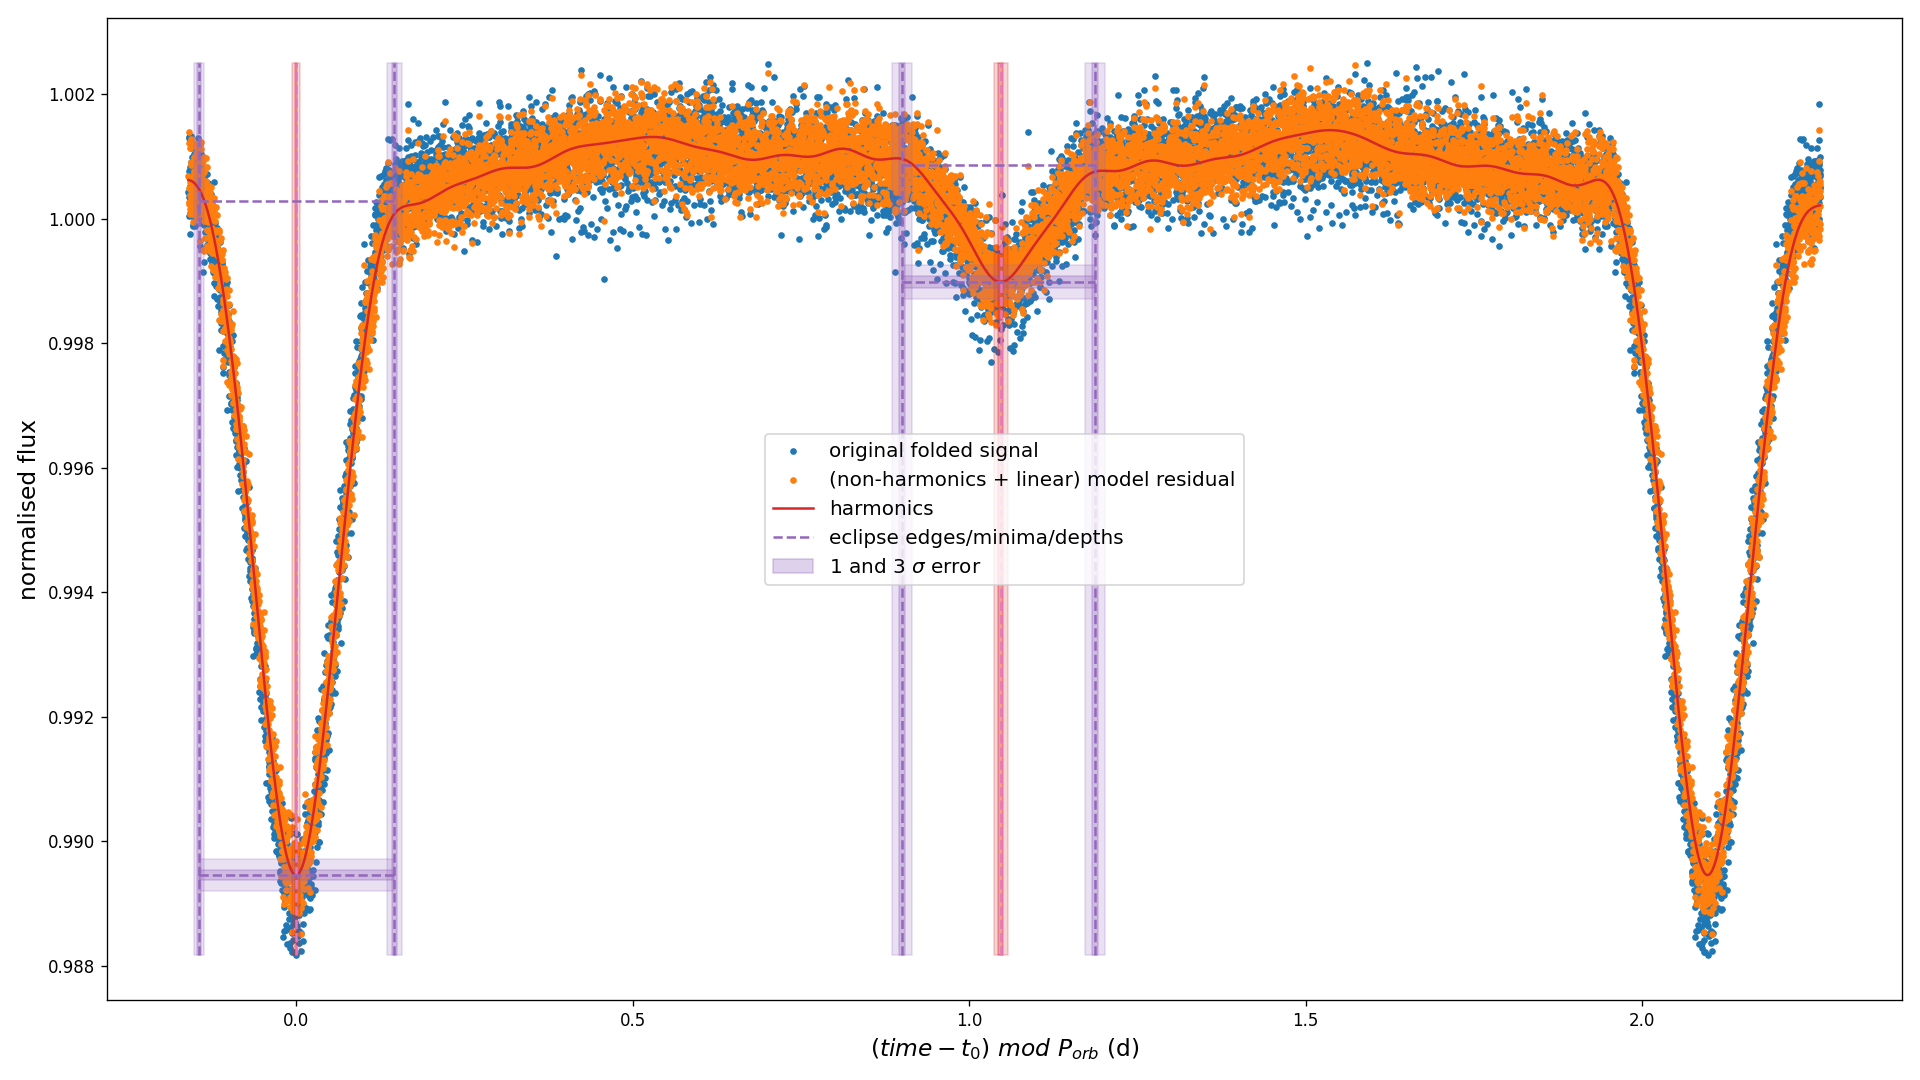 normalised flux
1.002
1.000
0.998
0.996
0.994
0.992
0.990
0.988
original folded signal
(non-harmonics + linear) model residual
harmonics
eclipse edges/minima/depths
1 and 3 σ error
0.0
0.5
1.0
1.5
2.0
(time − t₀) mod Pₒᵣb (d)